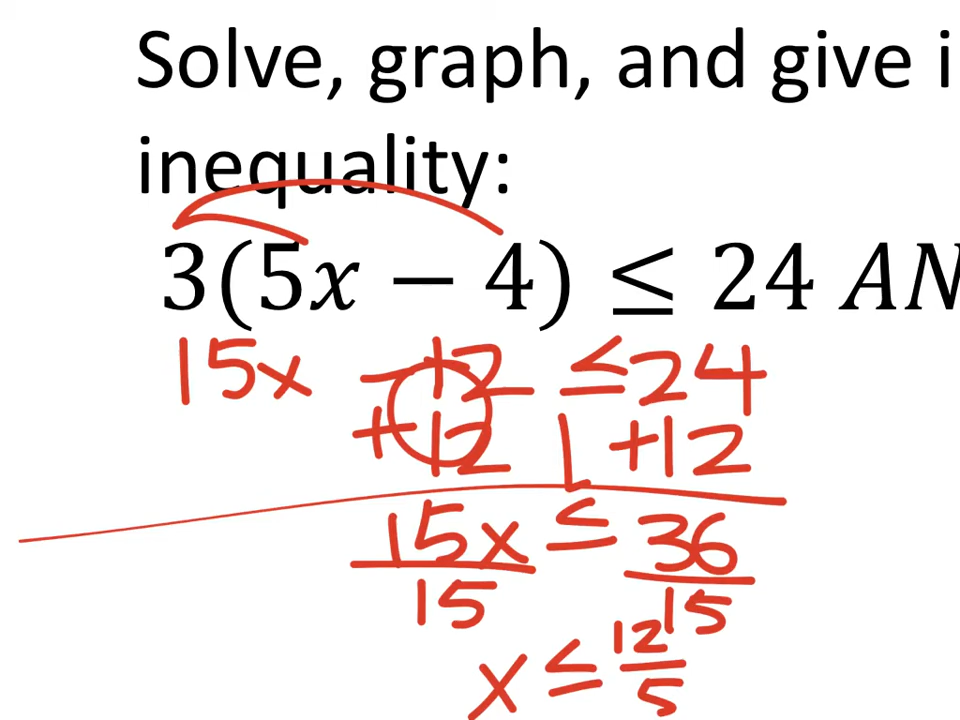 Solve, graph, and give i
inequality:
3(5x − 4) ≤ 24 AN
15x − 12 ≤ 24
+ 12 +12
15x ≤ 36
15 15
x ≤ 12/5